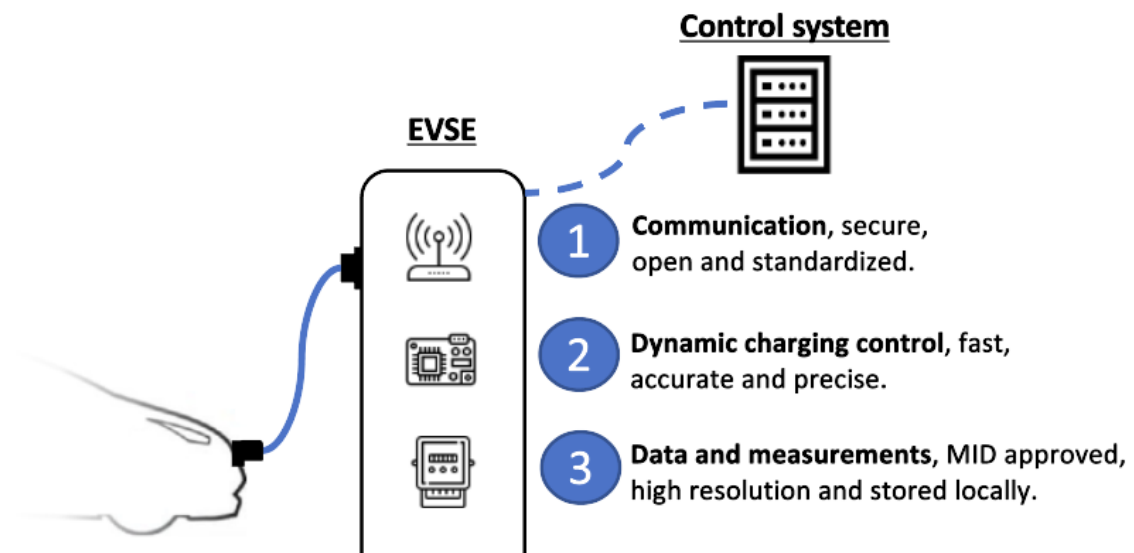 Control system
EVSE
1
Communication, secure,
open and standardized.
2
Dynamic charging control, fast,
accurate and precise.
3
Data and measurements, MID approved,
high resolution and stored locally.